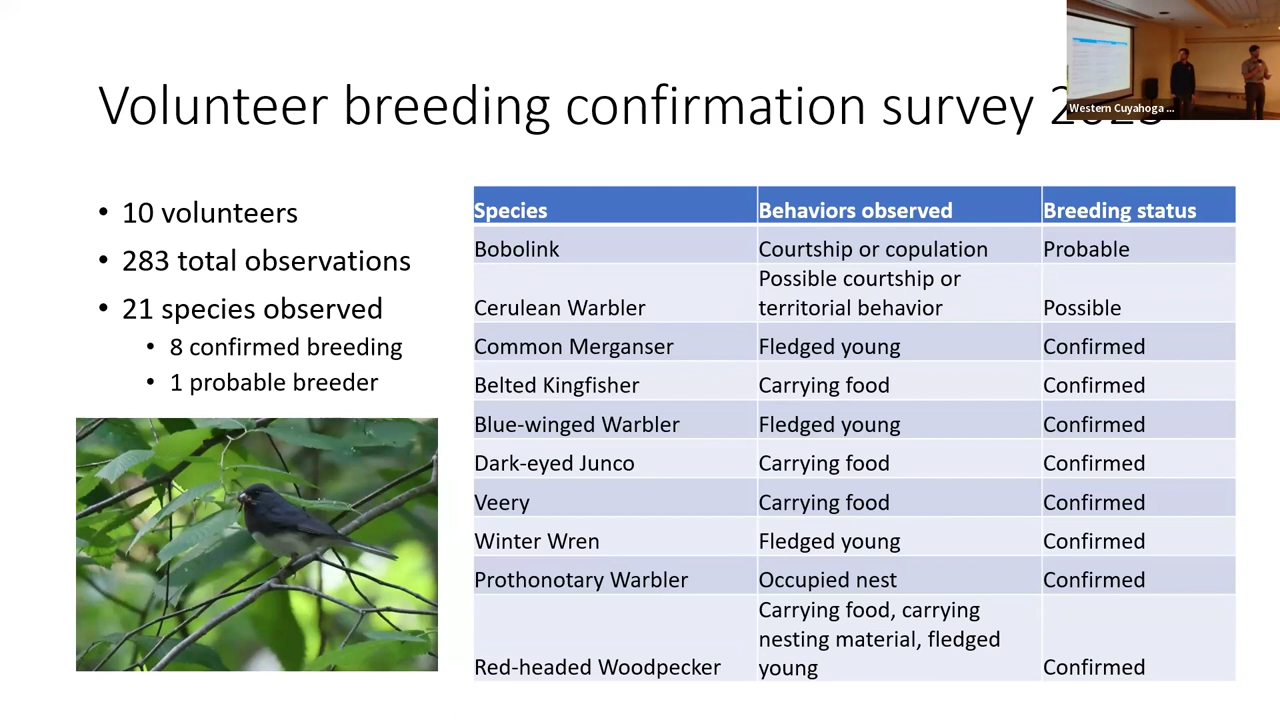 Volunteer breeding confirmation survey
Western Cuyahoga ...
• 10 volunteers
• 283 total observations
• 21 species observed
• 8 confirmed breeding
• 1 probable breeder
Species Behaviors observed Breeding status
Bobolink Courtship or copulation Probable
Cerulean Warbler Possible courtship or
territorial behavior Possible
Common Merganser Fledged young Confirmed
Belted Kingfisher Carrying food Confirmed
Blue-winged Warbler Fledged young Confirmed
Dark-eyed Junco Carrying food Confirmed
Veery Carrying food Confirmed
Winter Wren Fledged young Confirmed
Prothonotary Warbler Occupied nest Confirmed
Red-headed Woodpecker Carrying food, carrying
nesting material, fledged
young Confirmed